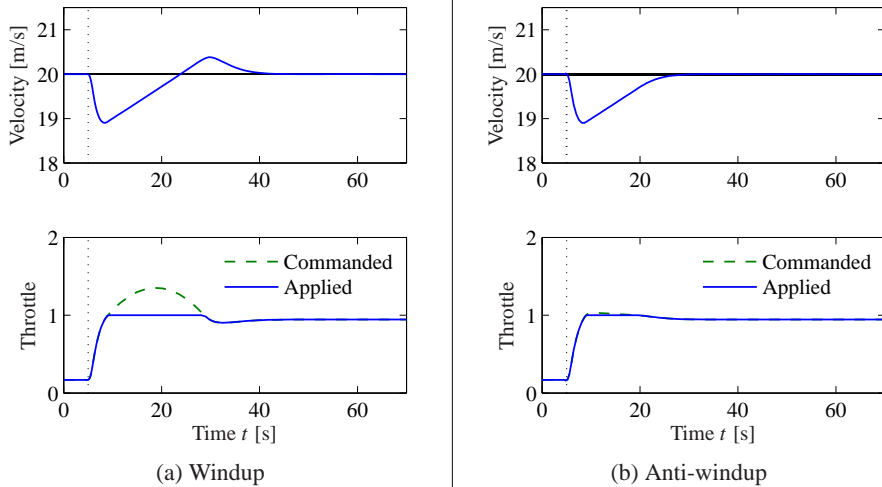 Velocity [m/s]
21
20
19
18
0
20
40
60
Throttle
2
1
0
Commanded
Applied
0
20
40
60
Time t [s]
(a) Windup
Velocity [m/s]
21
20
19
18
0
20
40
60
Throttle
2
1
0
Commanded
Applied
0
20
40
60
Time t [s]
(b) Anti-windup